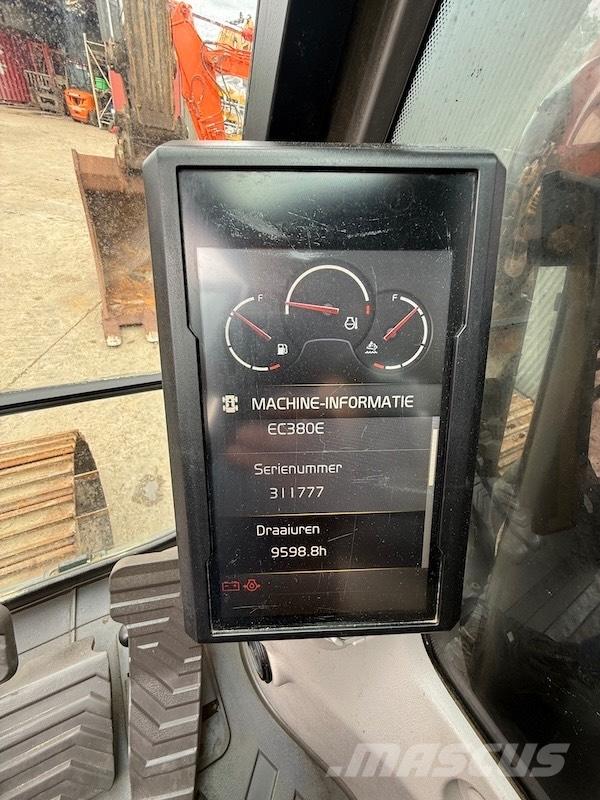 F
F
MACHINE-INFORMATIE
EC380E
Serienummer
311777
Draaiuren
9598.8h
MASCUS